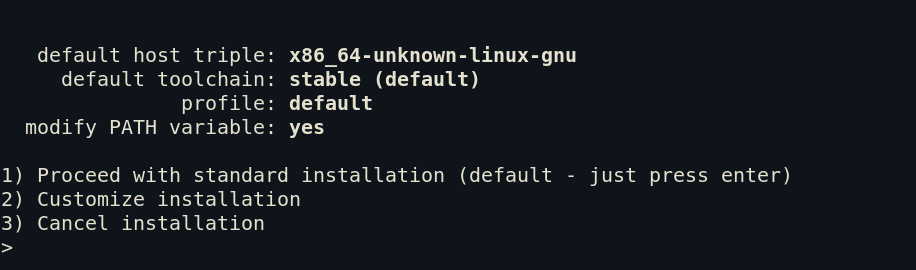 default host triple: x86_64-unknown-linux-gnu
default toolchain: stable (default)
profile: default
modify PATH variable: yes
1) Proceed with standard installation (default - just press enter)
2) Customize installation
3) Cancel installation
>